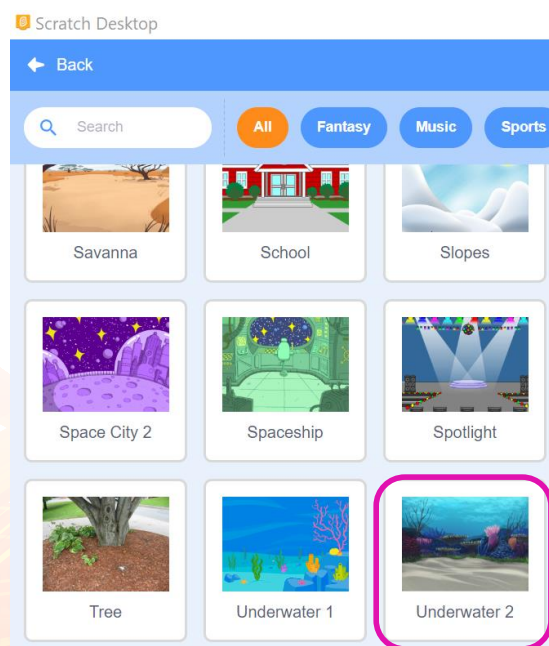 Scratch Desktop
Back
Search All Fantasy Music Sports
Savanna School Slopes
Space City 2 Spaceship Spotlight
Tree Underwater 1 Underwater 2